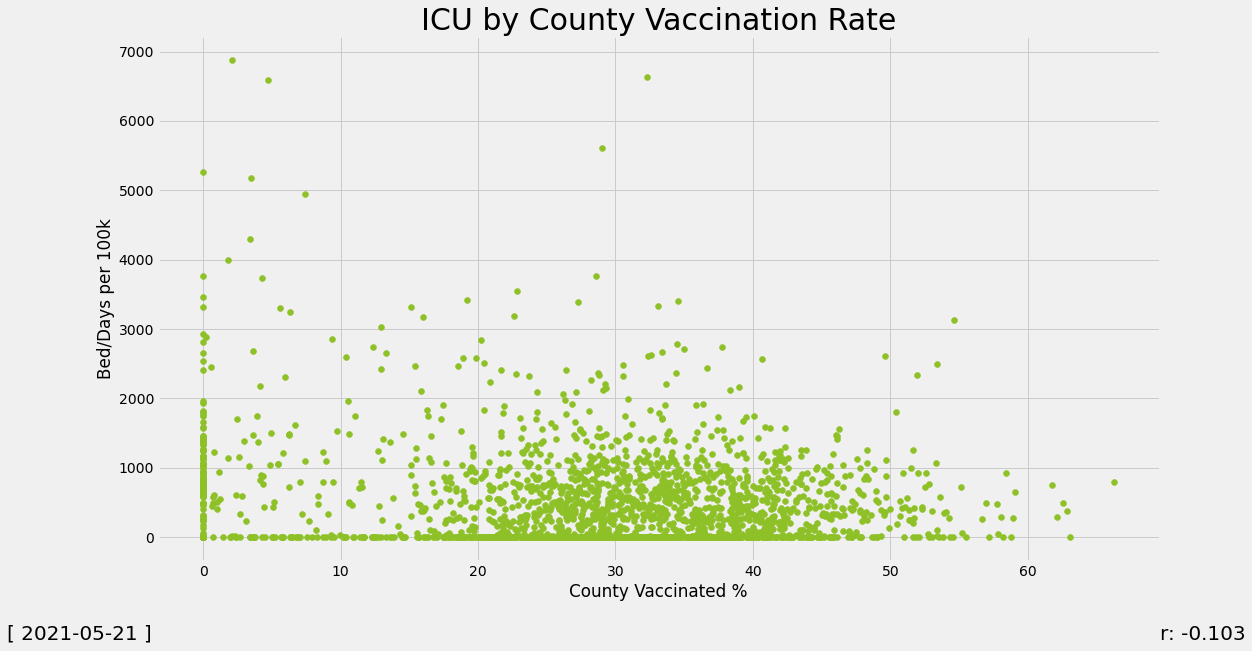 ICU by County Vaccination Rate
Bed/Days per 100k
7000
6000
5000
4000
3000
2000
1000
0
0 10 20 30 40 50 60
County Vaccinated %
[ 2021-05-21 ]
r: -0.103